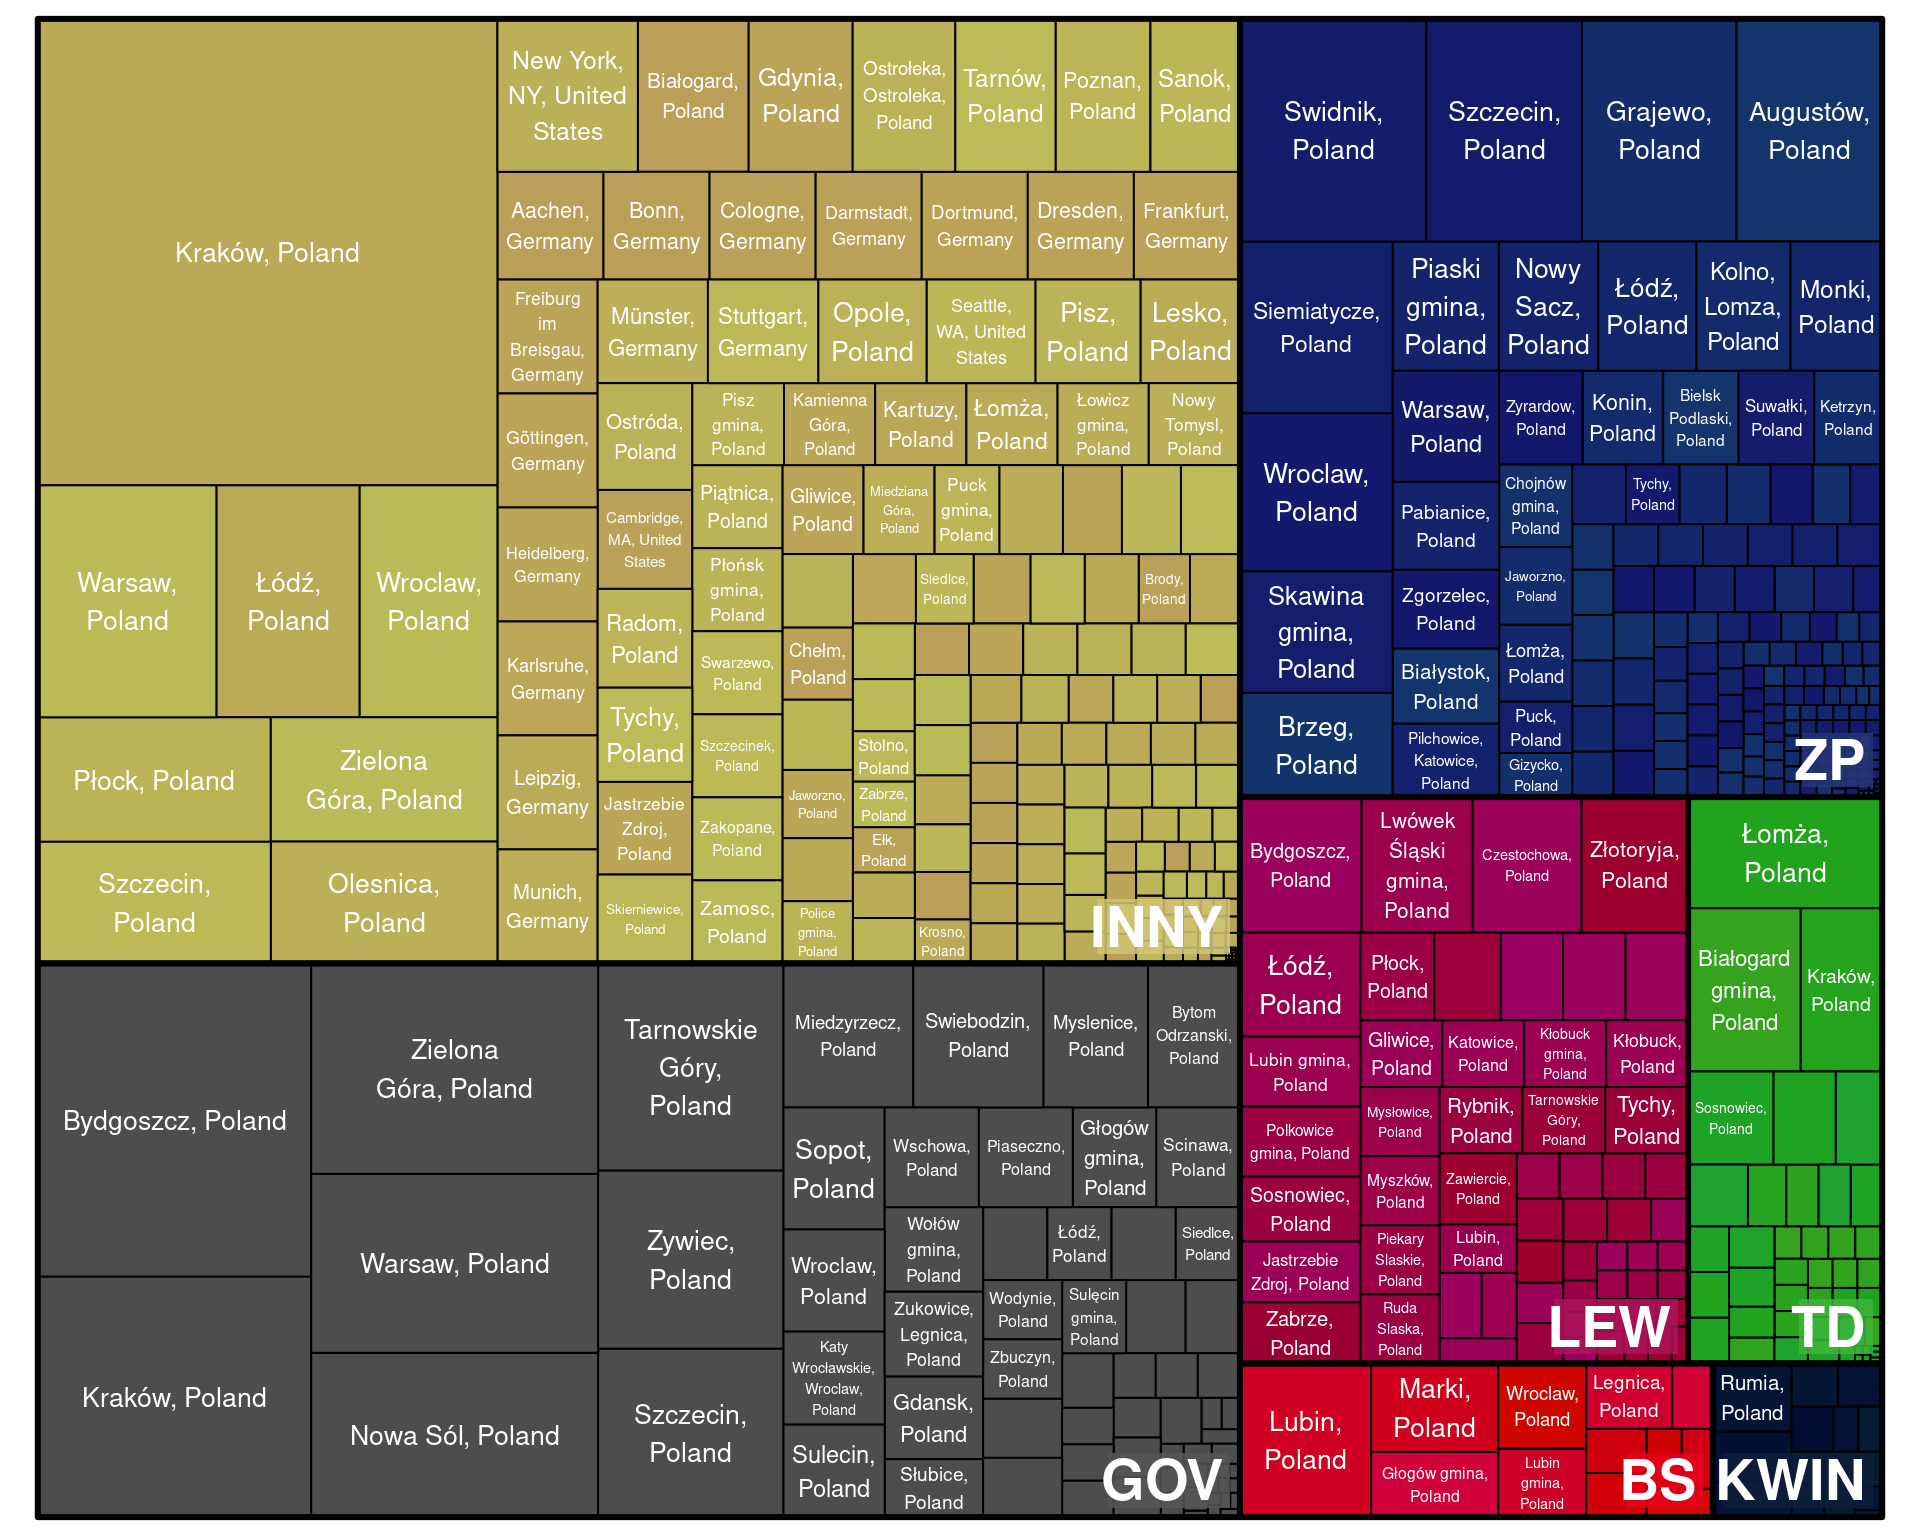 Kraków, Poland
Warsaw,
Poland
Łódź,
Poland
Wroclaw,
Poland
Płock, Poland
Zielona
Góra, Poland
Szczecin,
Poland
Olesnica,
Poland
New York,
NY, United
States
Białogard,
Poland
Gdynia,
Poland
Ostrołeka,
Ostroleka,
Poland
Tarnów,
Poland
Poznan,
Poland
Sanok,
Poland
Aachen,
Germany
Bonn,
Germany
Cologne,
Germany
Darmstadt,
Germany
Dortmund,
Germany
Dresden,
Germany
Frankfurt,
Germany
Freiburg
im
Breisgau,
Germany
Göttingen,
Germany
Heidelberg,
Germany
Karlsruhe,
Germany
Leipzig,
Germany
Munich,
Germany
Münster,
Germany
Stuttgart,
Germany
Opole,
Poland
Seattle,
WA, United
States
Pisz,
Poland
Lesko,
Poland
Ostróda,
Poland
Cambridge,
MA, United
States
Radom,
Poland
Tychy,
Poland
Jastrzebie
Zdroj,
Poland
Skierniewice,
Poland
Pisz
gmina,
Poland
Kamienna
Góra,
Poland
Kartuzy,
Poland
Łomża,
Poland
Łowicz
gmina,
Poland
Nowy
Tomysl,
Poland
Piątnica,
Poland
Płońsk
gmina,
Poland
Swarzewo,
Poland
Szczecinek,
Poland
Zakopane,
Poland
Zamosc,
Poland
Gliwice,
Poland
Miedziana
Góra,
Poland
Puck
gmina,
Poland
Siedlce,
Poland
Brody,
Poland
Chełm,
Poland
Jaworzno,
Poland
Police
gmina,
Poland
Stolno,
Poland
Zabrze,
Poland
Ełk,
Poland
Krosno,
Poland
INNY
Swidnik,
Poland
Szczecin,
Poland
Grajewo,
Poland
Augustów,
Poland
Siemiatycze,
Poland
Wroclaw,
Poland
Skawina
gmina,
Poland
Brzeg,
Poland
Piaski
gmina,
Poland
Nowy
Sacz,
Poland
Łódź,
Poland
Kolno,
Lomza,
Poland
Monki,
Poland
Warsaw,
Poland
Pabianice,
Poland
Zgorzelec,
Poland
Białystok,
Poland
Pilchowice,
Katowice,
Poland
Zyrardow,
Poland
Konin,
Poland
Bielsk
Podlaski,
Poland
Suwałki,
Poland
Ketrzyn,
Poland
Chojnów
gmina,
Poland
Tychy,
Poland
Jaworzno,
Poland
Łomża,
Poland
Puck,
Poland
Gizycko,
Poland
ZP
Bydgoszcz, Poland
Kraków, Poland
Zielona
Góra, Poland
Warsaw, Poland
Nowa Sól, Poland
Tarnowskie
Góry,
Poland
Zywiec,
Poland
Szczecin,
Poland
Miedzyrzecz,
Poland
Swiebodzin,
Poland
Myslenice,
Poland
Bytom
Odrzanski,
Poland
Sopot,
Poland
Wroclaw,
Poland
Katy
Wrocławskie,
Wroclaw,
Poland
Sulecin,
Poland
Wschowa,
Poland
Piaseczno,
Poland
Głogów
gmina,
Poland
Scinawa,
Poland
Wołów
gmina,
Poland
Zukowice,
Legnica,
Poland
Gdansk,
Poland
Słubice,
Poland
Łódź,
Poland
Siedlce,
Poland
Wodynie,
Poland
Zbuczyn,
Poland
Sulęcin
gmina,
Poland
GOV
Bydgoszcz,
Poland
Lwówek
Śląski
gmina,
Poland
Czestochowa,
Poland
Złotoryja,
Poland
Łódź,
Poland
Lubin gmina,
Poland
Polkowice
gmina, Poland
Sosnowiec,
Poland
Jastrzebie
Zdroj, Poland
Zabrze,
Poland
Płock,
Poland
Gliwice,
Poland
Katowice,
Poland
Kłobuck
gmina,
Poland
Kłobuck,
Poland
Mysłowice,
Poland
Rybnik,
Poland
Tarnowskie
Góry,
Poland
Tychy,
Poland
Myszków,
Poland
Piekary
Slaskie,
Poland
Ruda
Slaska,
Poland
Zawiercie,
Poland
Lubin,
Poland
LEW
Łomża,
Poland
Białogard
gmina,
Poland
Kraków,
Poland
Sosnowiec,
Poland
TD
Lubin,
Poland
Marki,
Poland
Głogów gmina,
Poland
Wroclaw,
Poland
Lubin
gmina,
Poland
Legnica,
Poland
BS
Rumia,
Poland
KWIN